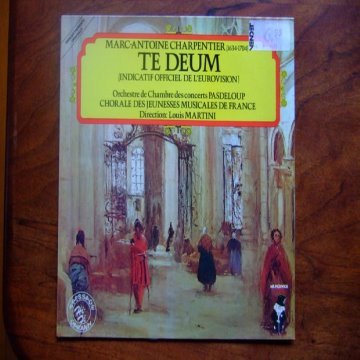 MARC-ANTOINE CHARPENTIER (1634-1704)
TE DEUM
(INDICATIF OFFICIEL DE L'EUROVISION)
Orchestre de Chambre des concerts PASDELOUP
CHORALE DES JEUNESSES MUSICALES DE FRANCE
Direction: Louis MARTINI
MUSIDISC